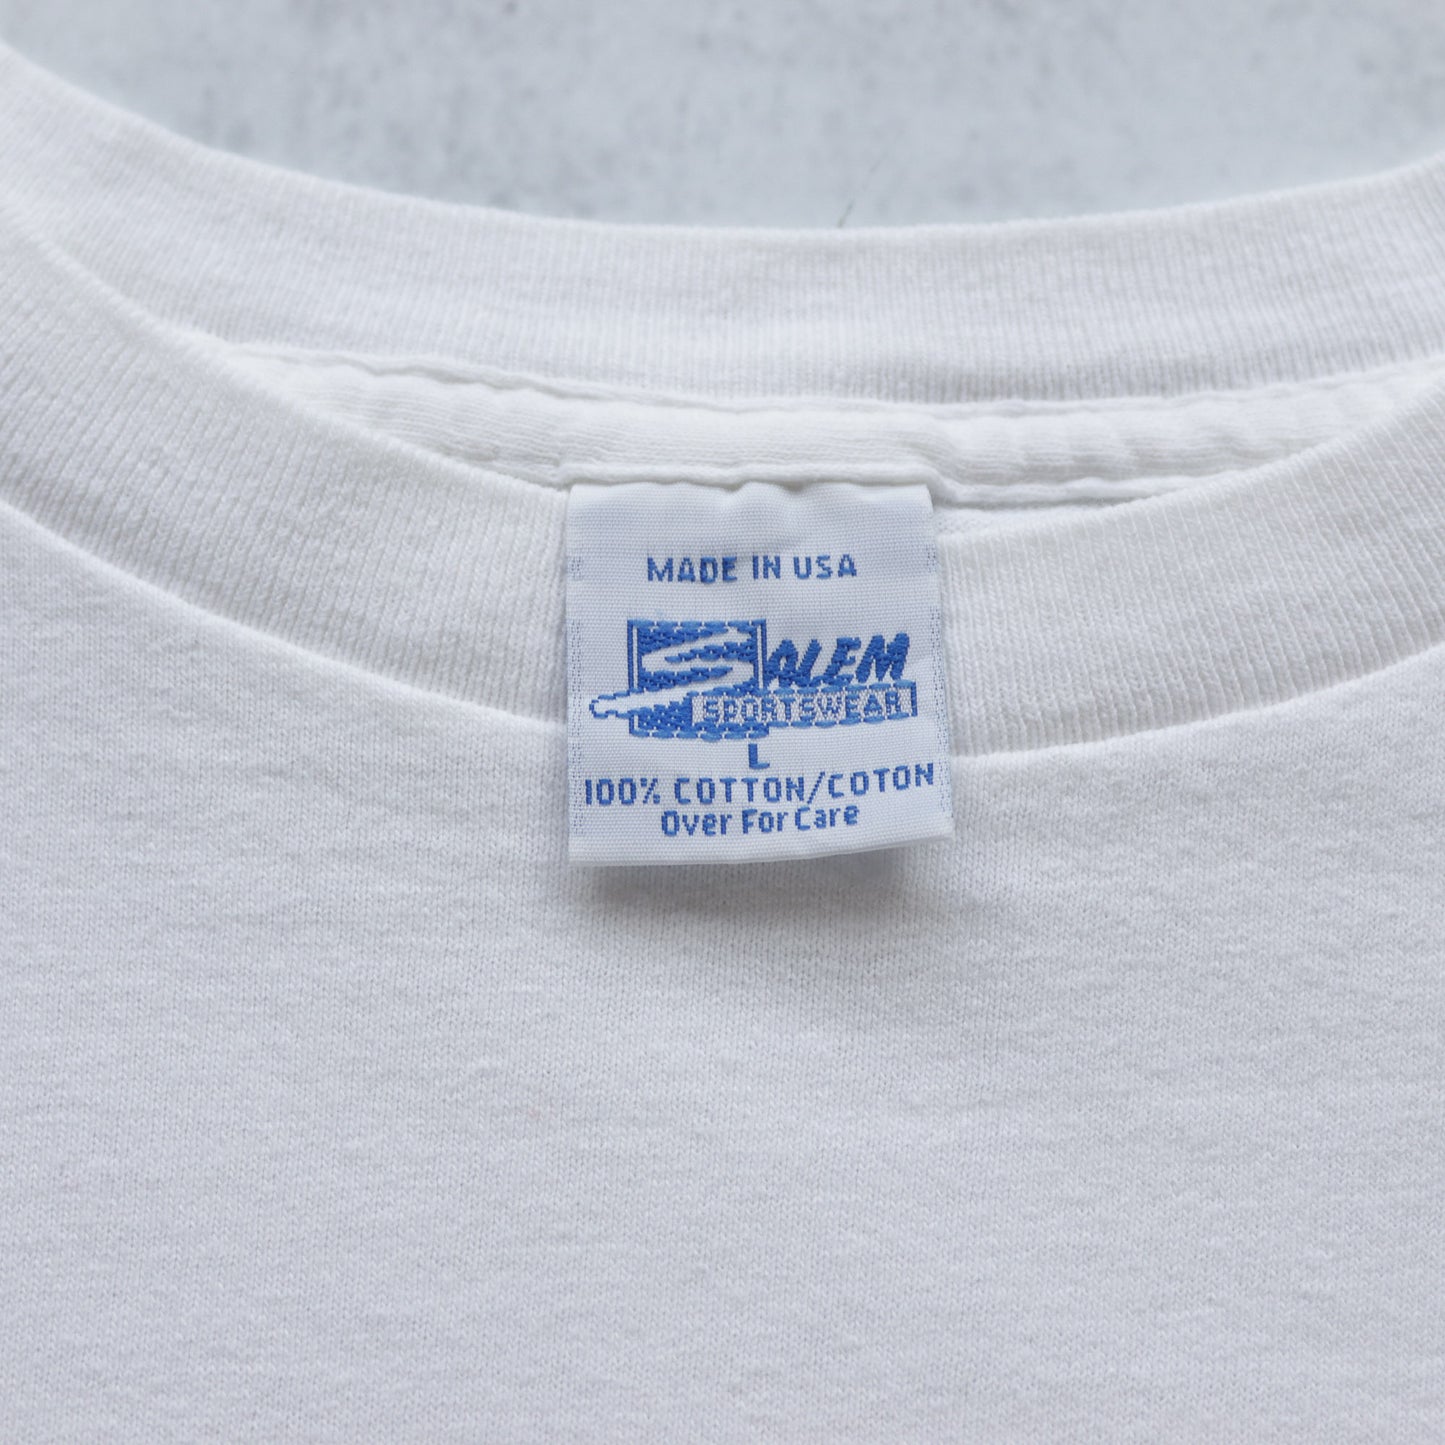 MADE IN USA
SALEM
SPORTSWEAR
L
100% COTTON/COTON
Over For Care